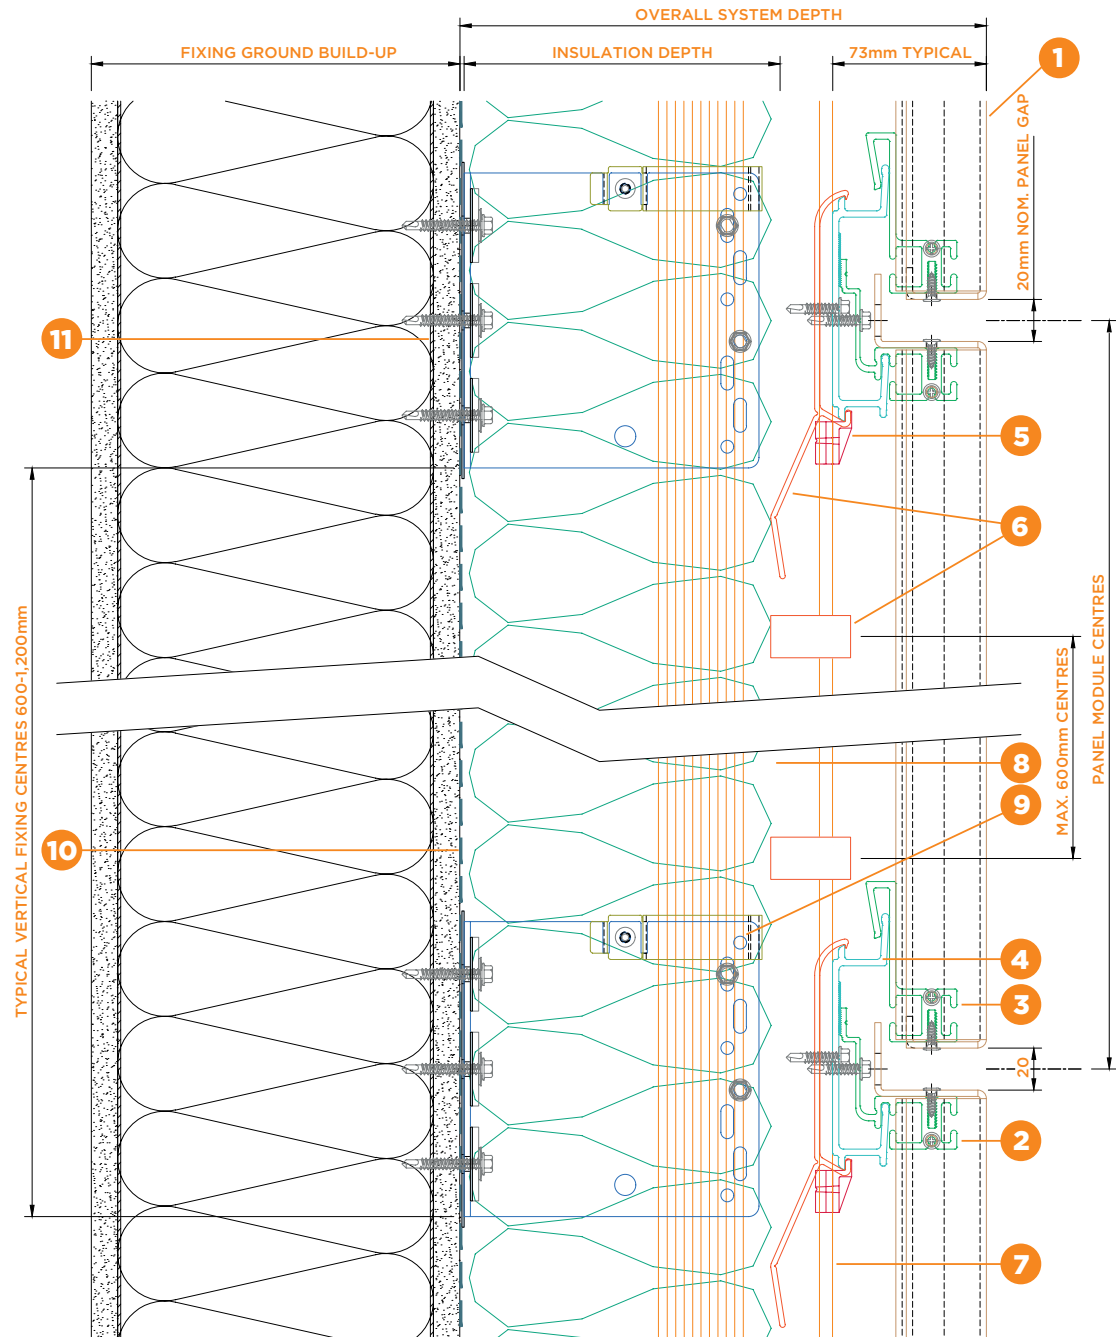 OVERALL SYSTEM DEPTH
FIXING GROUND BUILD-UP
INSULATION DEPTH
73mm TYPICAL
1
20mm NOM. PANEL GAP
11
5
6
TYPICAL VERTICAL FIXING CENTRES 600-1,200mm
PANEL MODULE CENTRES
MAX. 600mm CENTRES
8
9
10
4
3
20
2
7